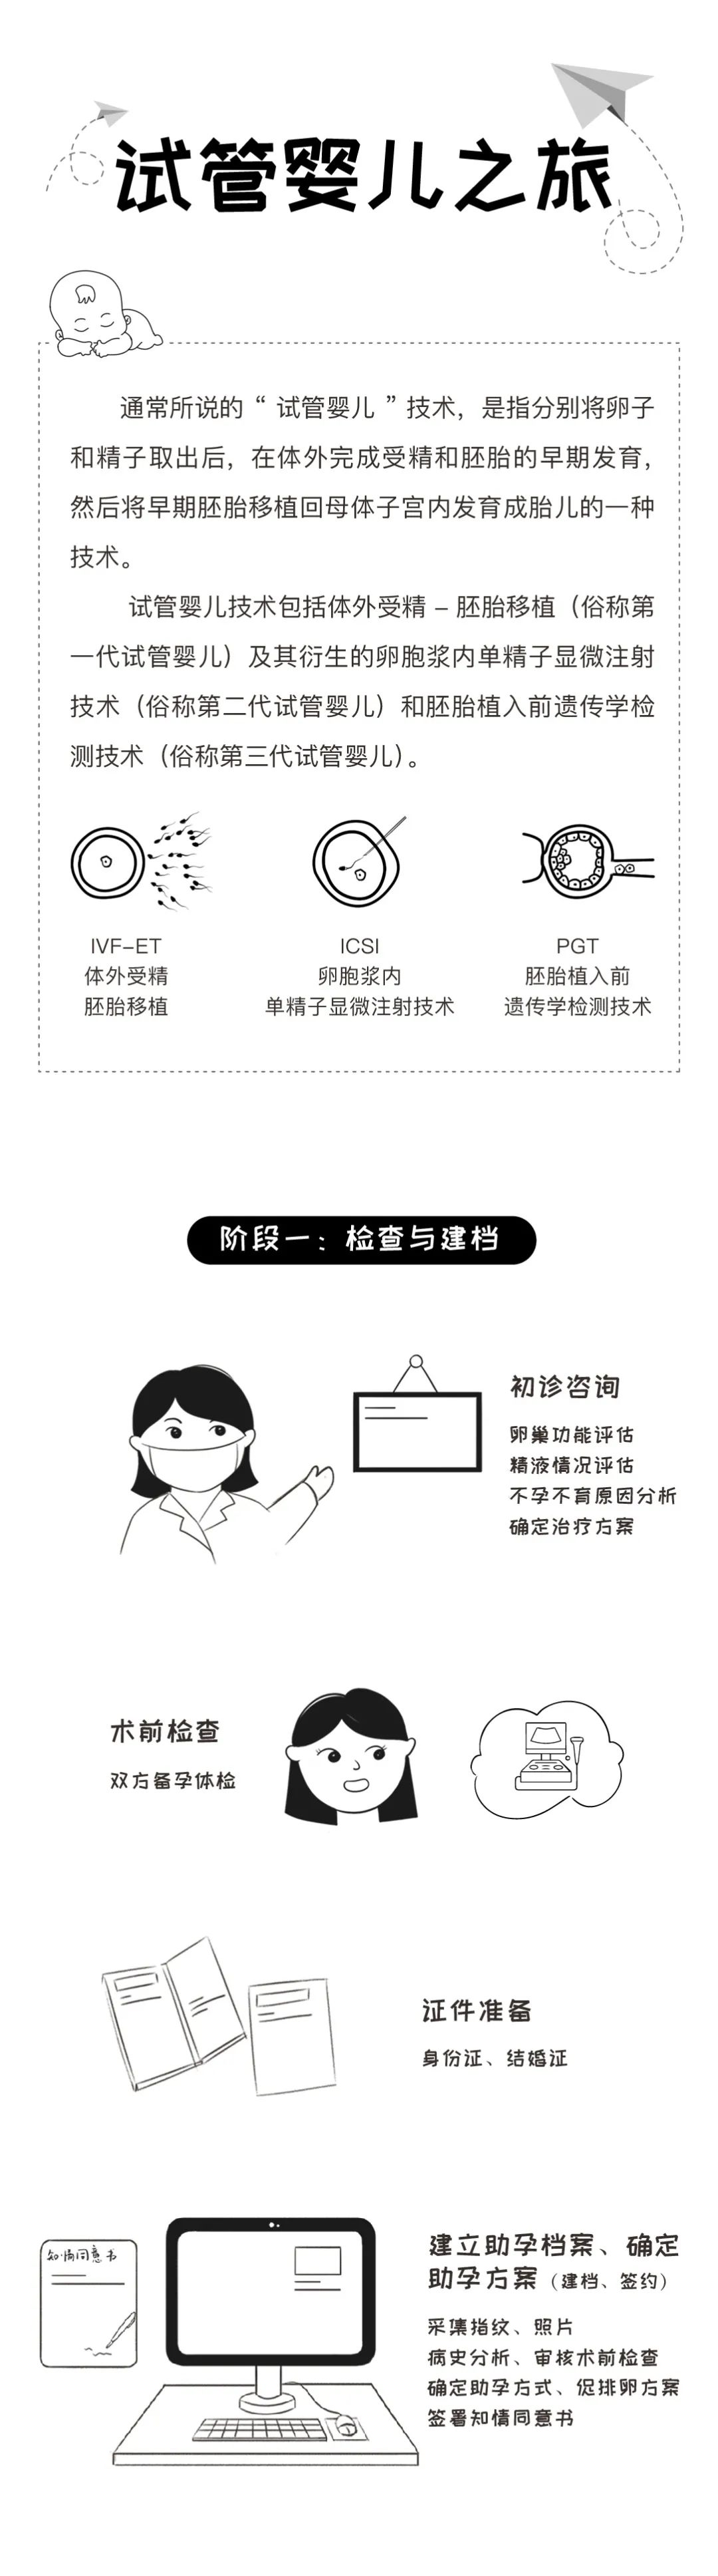 试管婴儿之旅
通常所说的“试管婴儿”技术，是指分别将卵子
和精子取出后，在体外完成受精和胚胎的早期发育，
然后将早期胚胎移植回母体子宫内发育成胎儿的一种
技术。
试管婴儿技术包括体外受精–胚胎移植（俗称第
一代试管婴儿）及其衍生的卵胞浆内单精子显微注射
技术（俗称第二代试管婴儿）和胚胎植入前遗传学检
测技术（俗称第三代试管婴儿）。
IVF–ET
体外受精
胚胎移植
ICSI
卵胞浆内
单精子显微注射技术
PGT
胚胎植入前
遗传学检测技术
阶段一：检查与建档
初诊咨询
卵巢功能评估
精液情况评估
不孕不育原因分析
确定治疗方案
术前检查
双方备孕体检
证件准备
身份证、结婚证
知情同意书
建立助孕档案、确定
助孕方案（建档、签约）
采集指纹、照片
病史分析、审核术前检查
确定助孕方式、促排卵方案
签署知情同意书